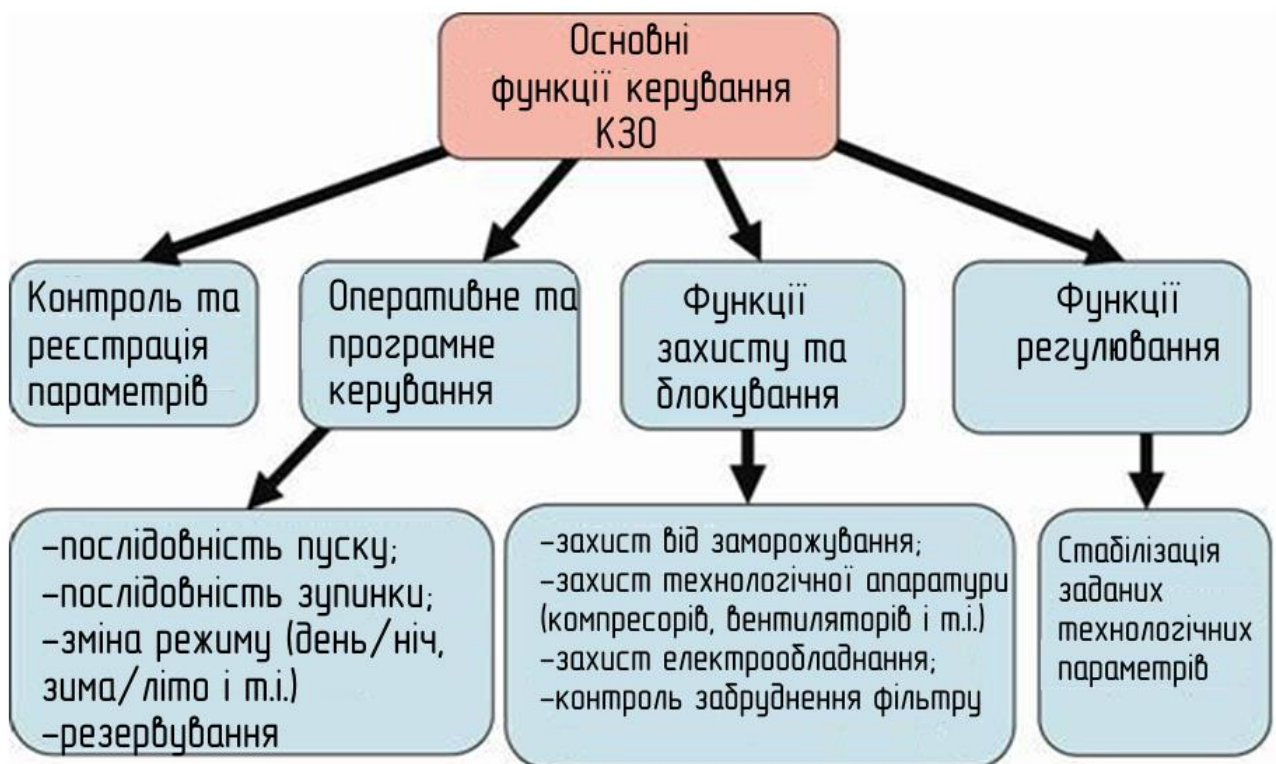 Основні
функції керування
КЗО
Контроль та
реєстрація
параметрів
Оперативне та
програмне
керування
Функції
захисту та
блокування
Функції
регулювання
-послідовність пуску;
-послідовність зупинки;
-зміна режиму (день/ніч,
зима/літо і т.і.)
-резервування
-захист від заморожування;
-захист технологічної апаратури
(компресорів, вентиляторів і т.і.)
-захист електрообладнання;
-контроль забруднення фільтру
Стабілізація
заданих
технологічних
параметрів